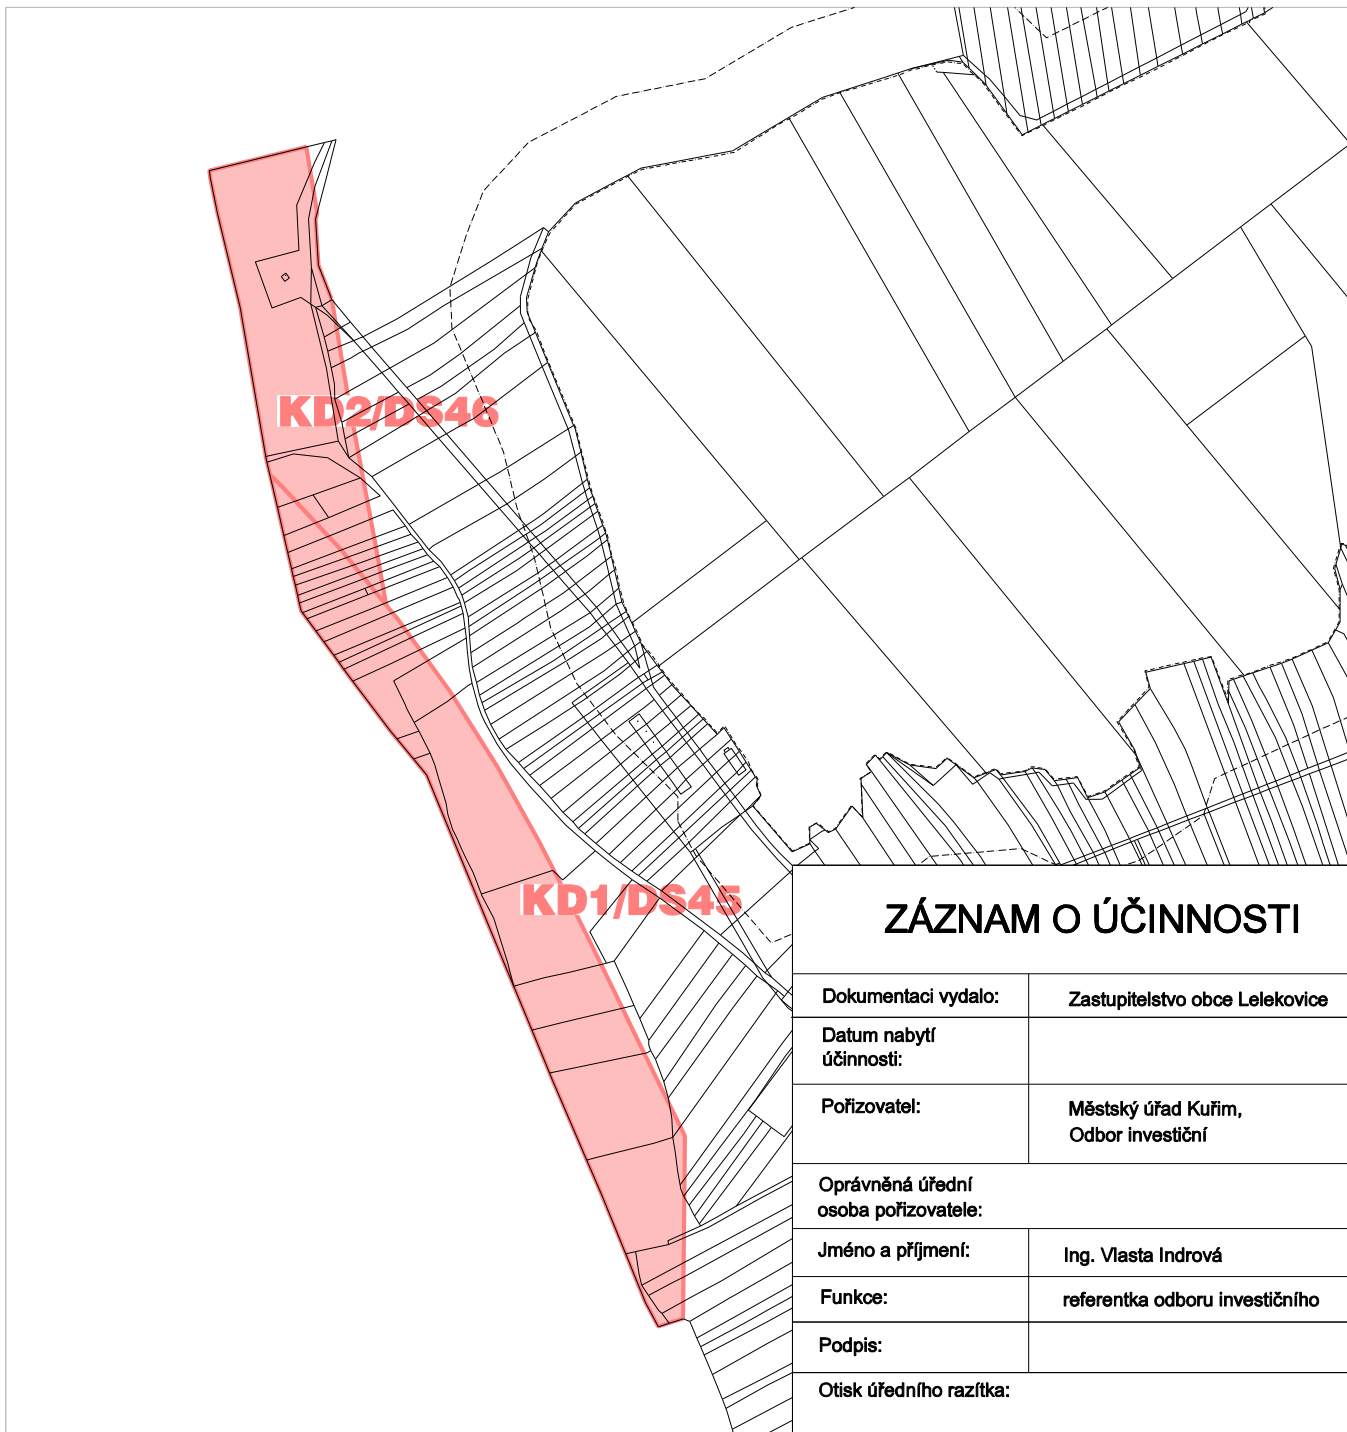 KD2/DS46
KD1/DS45
ZÁZNAM O ÚČINNOSTI
Dokumentaci vydalo: Zastupitelstvo obce Lelekovice
Datum nabytí
účinnosti:
Pořizovatel: Městský úřad Kuřim,
Odbor investiční
Oprávněná úřední
osoba pořizovatele:
Jméno a příjmení: Ing. Vlasta Indrová
Funkce: referentka odboru investičního
Podpis:
Otisk úředního razítka: